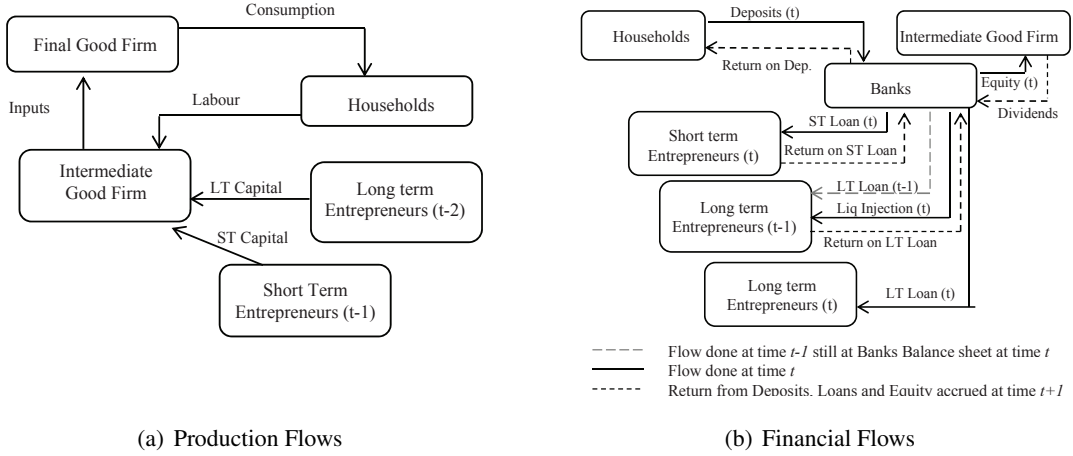 Consumption
Final Good Firm
Inputs
Labour
Households
Intermediate
Good Firm
LT Capital
Long term
Entrepreneurs (t-2)
ST Capital
Short Term
Entrepreneurs (t-1)
(a) Production Flows
Deposits (t)
Households
Return on Dep.
Intermediate Good Firm
Banks
Equity (t)
Dividends
ST Loan (t)
Short term
Entrepreneurs (t)
Return on ST Loan
LT Loan (t-1)
Long term
Entrepreneurs (t-1)
Liq Injection (t)
Return on LT Loan
Long term
Entrepreneurs (t)
LT Loan (t)
Flow done at time t-1 still at Banks Balance sheet at time t
Flow done at time t
Return from Deposits, Loans and Equity accrued at time t+1
(b) Financial Flows